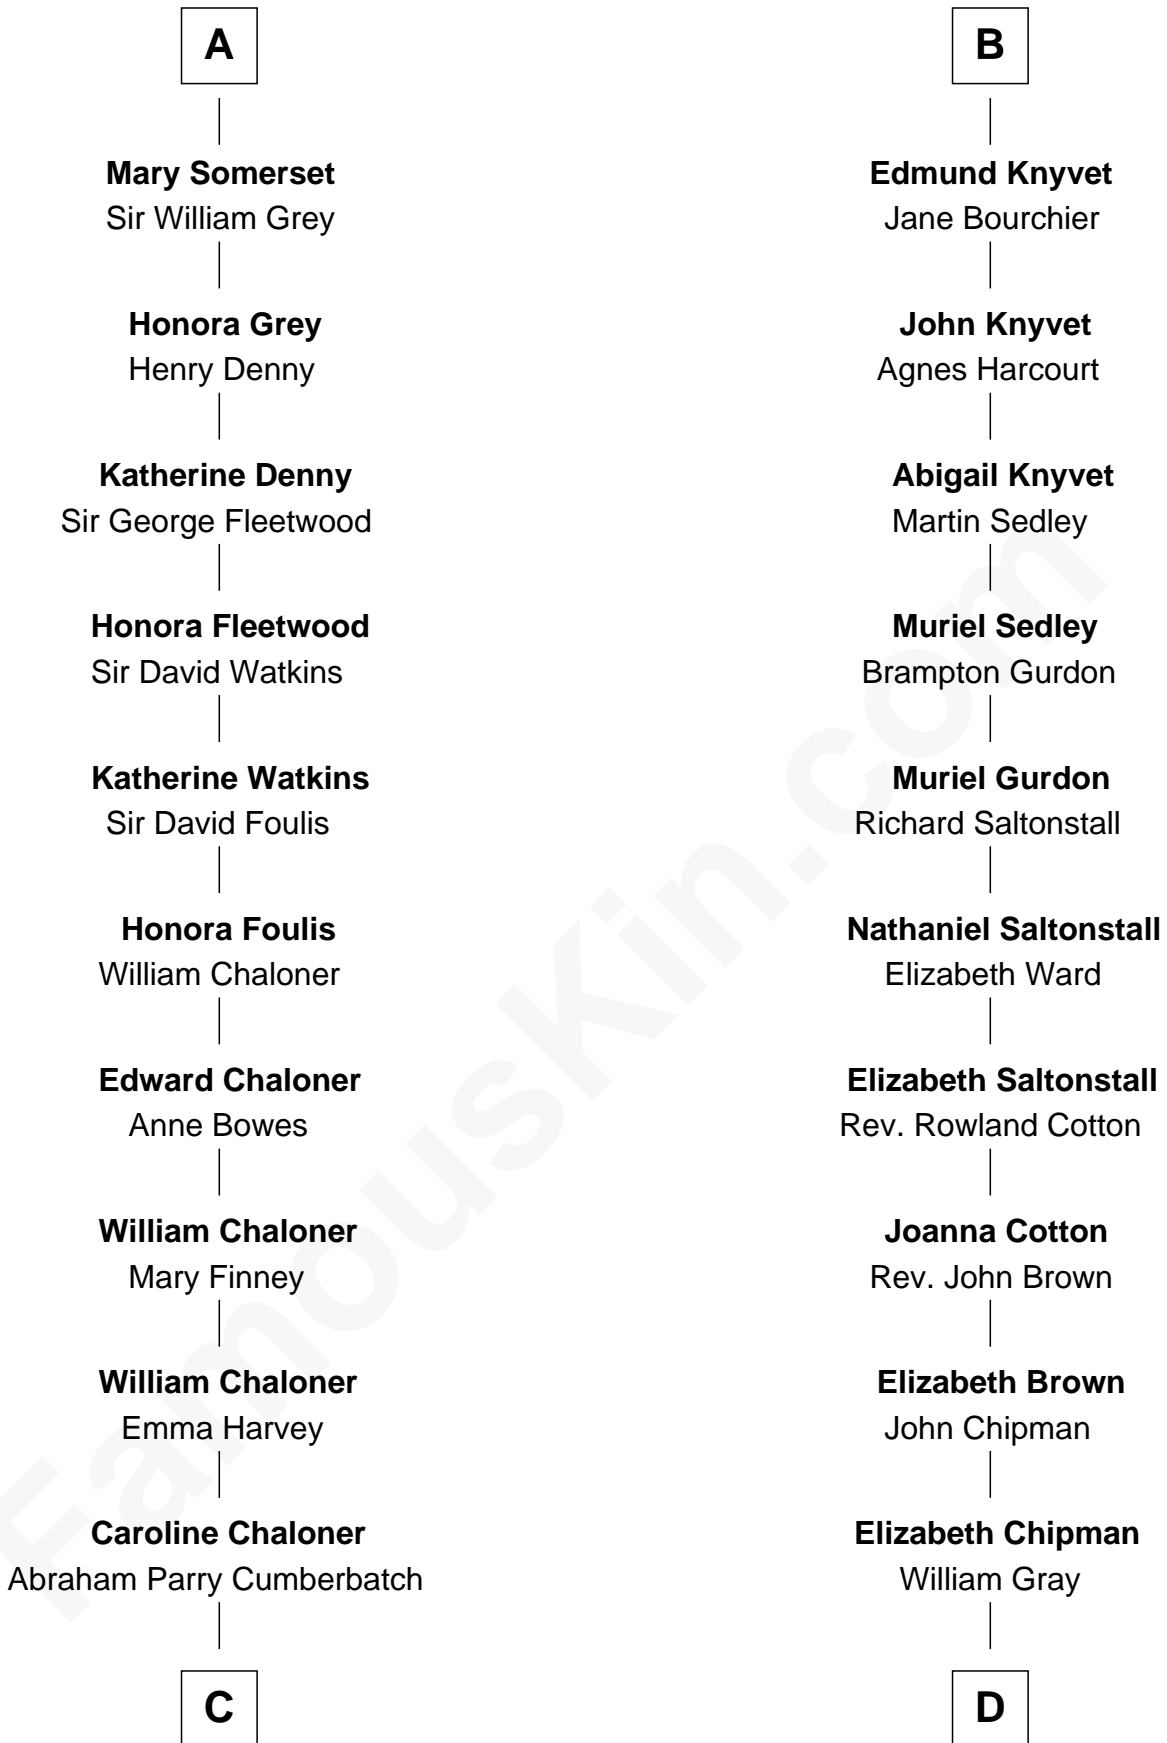 A
Mary Somerset
Sir William Grey
Honora Grey
Henry Denny
Katherine Denny
Sir George Fleetwood
Honora Fleetwood
Sir David Watkins
Katherine Watkins
Sir David Foulis
Honora Foulis
William Chaloner
Edward Chaloner
Anne Bowes
William Chaloner
Mary Finney
William Chaloner
Emma Harvey
Caroline Chaloner
Abraham Parry Cumberbatch
C
B
Edmund Knyvet
Jane Bourchier
John Knyvet
Agnes Harcourt
Abigail Knyvet
Martin Sedley
Muriel Sedley
Brampton Gurdon
Muriel Gurdon
Richard Saltonstall
Nathaniel Saltonstall
Elizabeth Ward
Elizabeth Saltonstall
Rev. Rowland Cotton
Joanna Cotton
Rev. John Brown
Elizabeth Brown
John Chipman
Elizabeth Chipman
William Gray
D
FamousKin.com